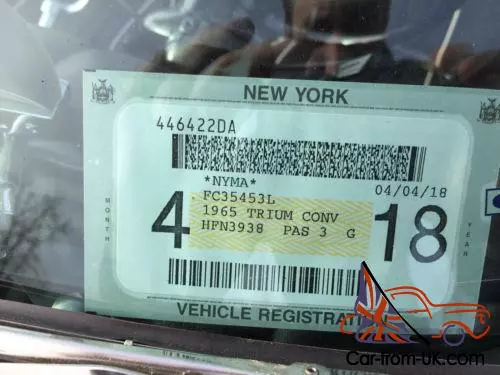 NEW YORK
446422DA
*NYMA*
04/04/18
4
MONTH
FC35453L
1965 TRIUM CONV
HFN3938 PAS 3 G
18
YEAR
VEHICLE REGISTRAT
Car-from-uk.com